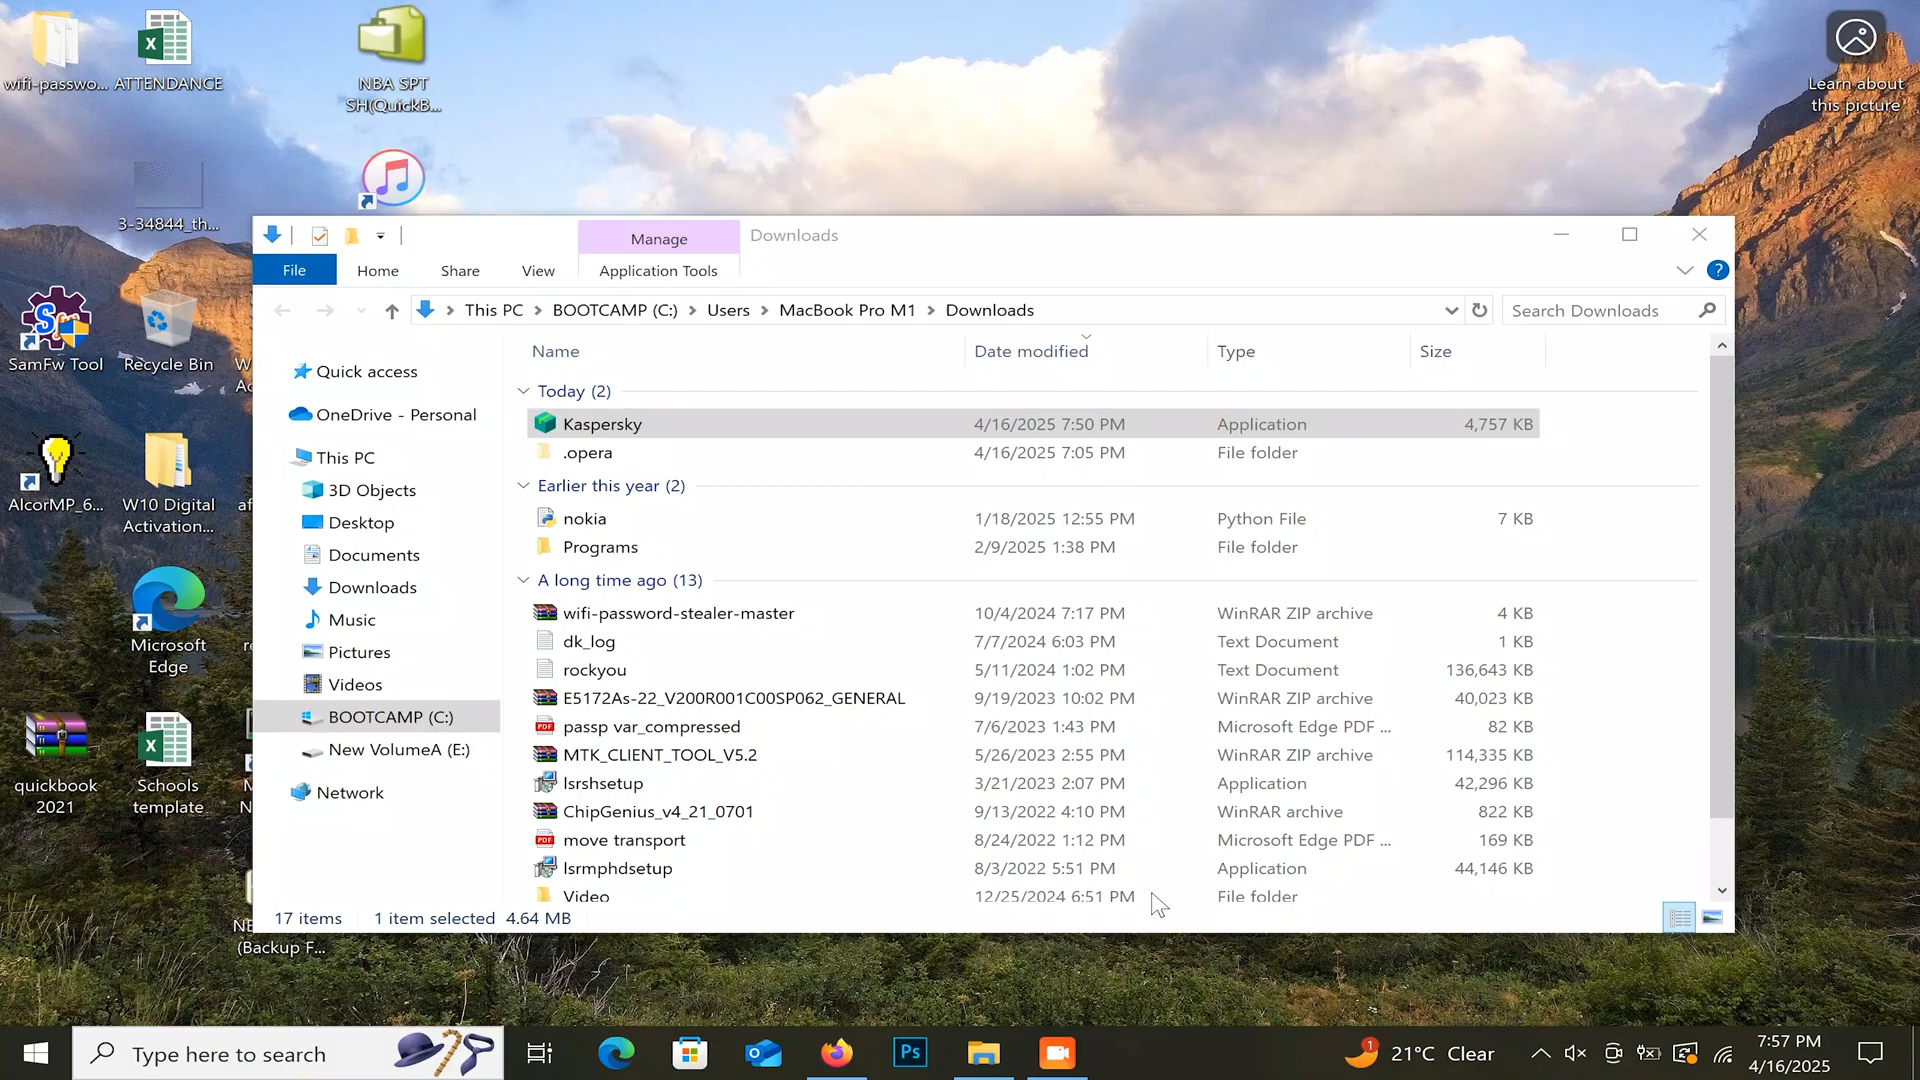 wifi-passwo...
ATTENDANCE
NBA SPT
SH(QuickB...
Learn about
this picture
3-34844_th...
SamFw Tool
Recycle Bin
AlcorMP_6...
W10 Digital
Activation...
Microsoft
Edge
quickbook
2021
Schools
template
(Backup F...
Manage
Downloads
File
Home
Share
View
Application Tools
This PC > BOOTCAMP (C:) > Users > MacBook Pro M1 > Downloads
Search Downloads
Quick access
OneDrive - Personal
This PC
3D Objects
Desktop
Documents
Downloads
Music
Pictures
Videos
BOOTCAMP (C:)
New VolumeA (E:)
Network
Name Date modified Type Size
Today (2)
Kaspersky 4/16/2025 7:50 PM Application 4,757 KB
.opera 4/16/2025 7:05 PM File folder
Earlier this year (2)
nokia 1/18/2025 12:55 PM Python File 7 KB
Programs 2/9/2025 1:38 PM File folder
A long time ago (13)
wifi-password-stealer-master 10/4/2024 7:17 PM WinRAR ZIP archive 4 KB
dk_log 7/7/2024 6:03 PM Text Document 1 KB
rockyou 5/11/2024 1:02 PM Text Document 136,643 KB
E5172As-22_V200R001C00SP062_GENERAL 9/19/2023 10:02 PM WinRAR ZIP archive 40,023 KB
passp var_compressed 7/6/2023 1:43 PM Microsoft Edge PDF ... 82 KB
MTK_CLIENT_TOOL_V5.2 5/26/2023 2:55 PM WinRAR ZIP archive 114,335 KB
lsrshsetup 3/21/2023 2:07 PM Application 42,296 KB
ChipGenius_v4_21_0701 9/13/2022 4:10 PM WinRAR archive 822 KB
move transport 8/24/2022 1:12 PM Microsoft Edge PDF ... 169 KB
lsrmphdsetup 8/3/2022 5:51 PM Application 44,146 KB
Video 12/25/2024 6:51 PM File folder
17 items 1 item selected 4.64 MB
Type here to search
Ps
1
21°C Clear
7:57 PM
4/16/2025